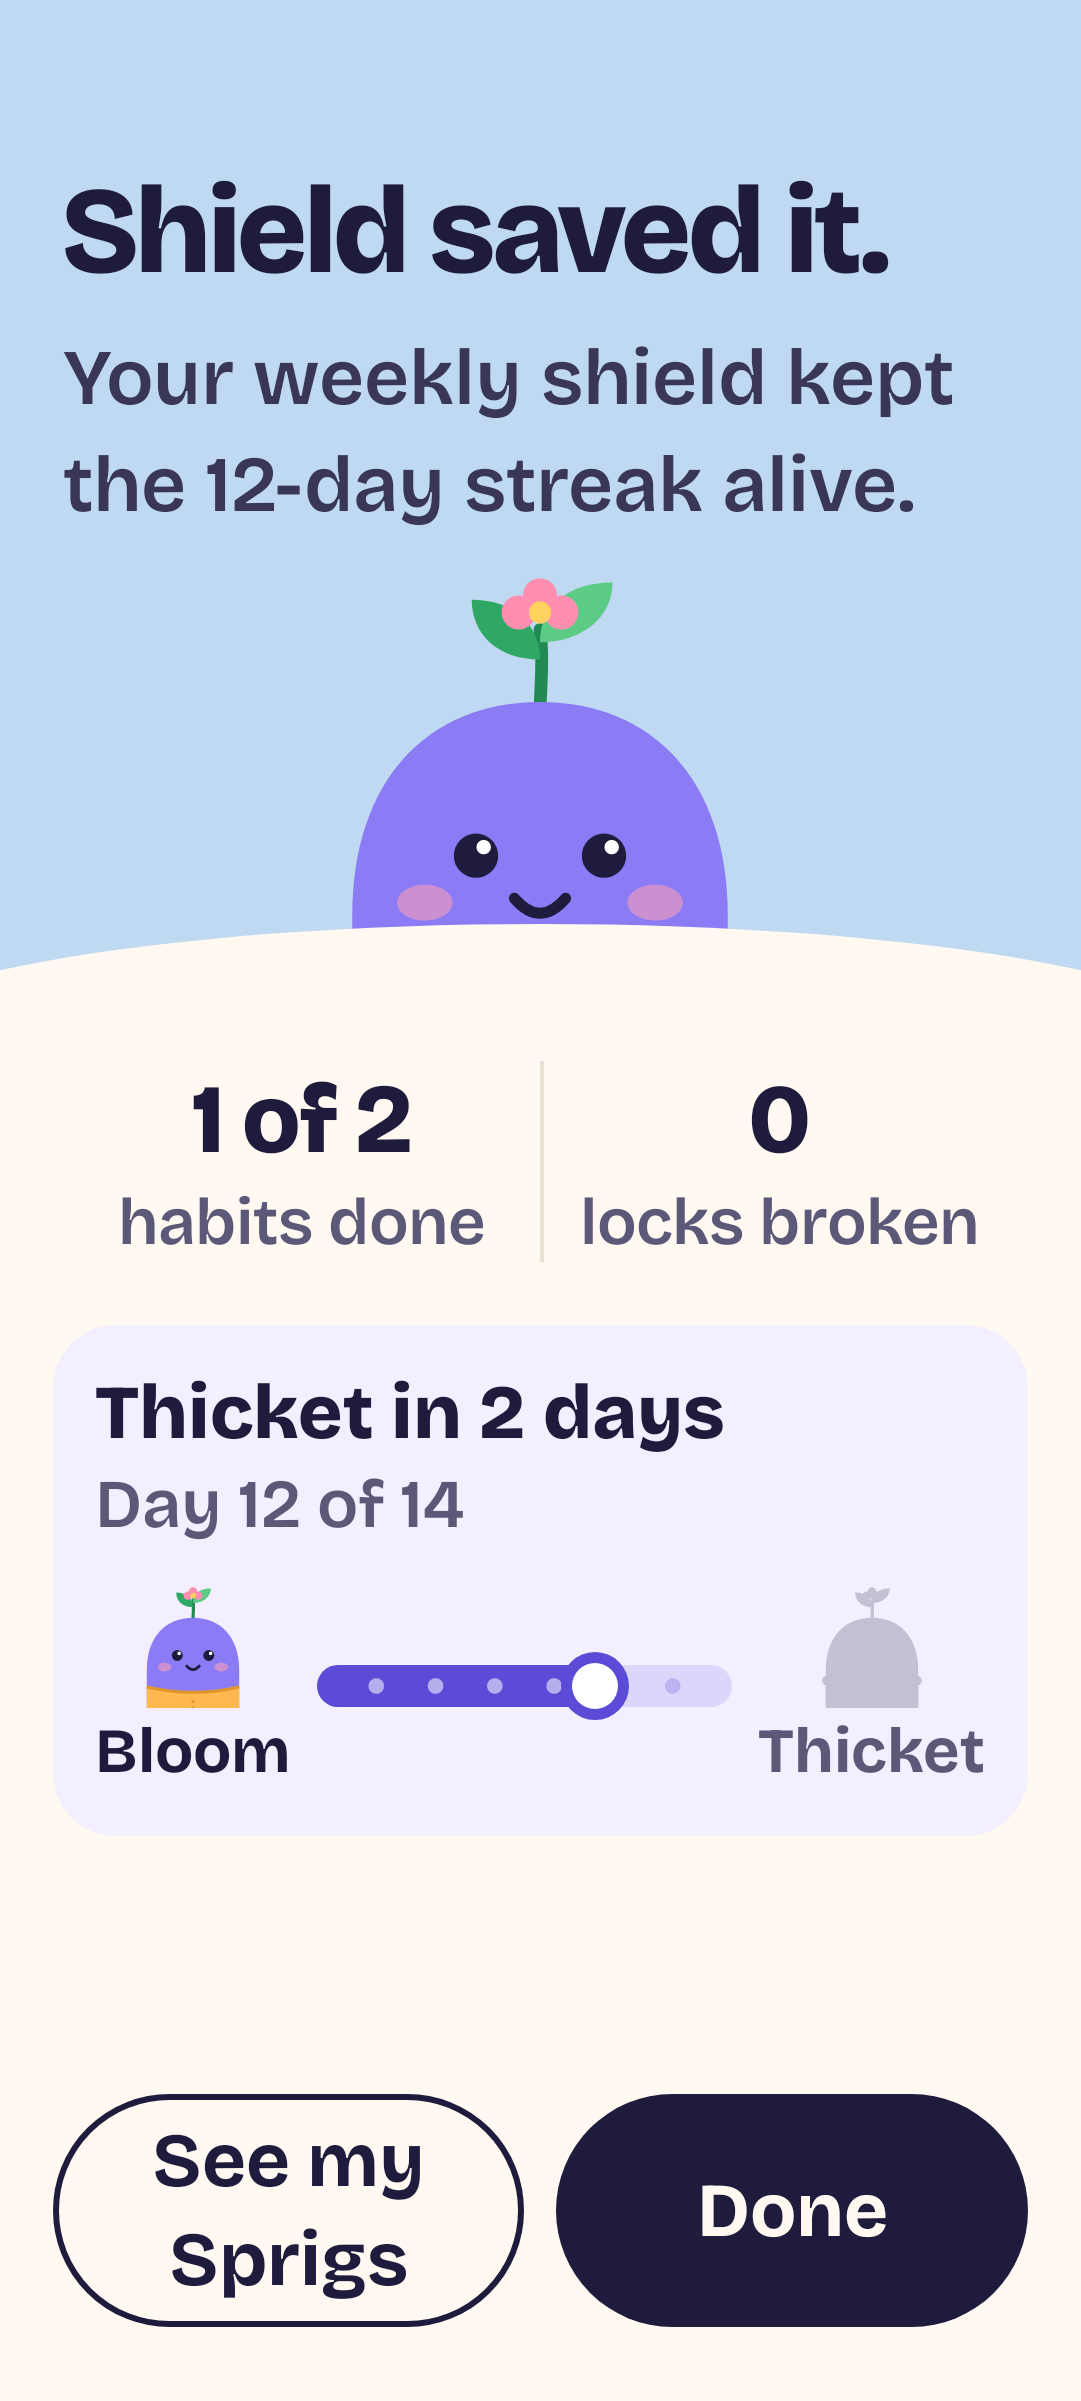 Shield saved it.
Your weekly shield kept
the 12-day streak alive.
1 of 2
habits done
0
locks broken
Thicket in 2 days
Day 12 of 14
Bloom
Thicket
See my
Sprigs
Done